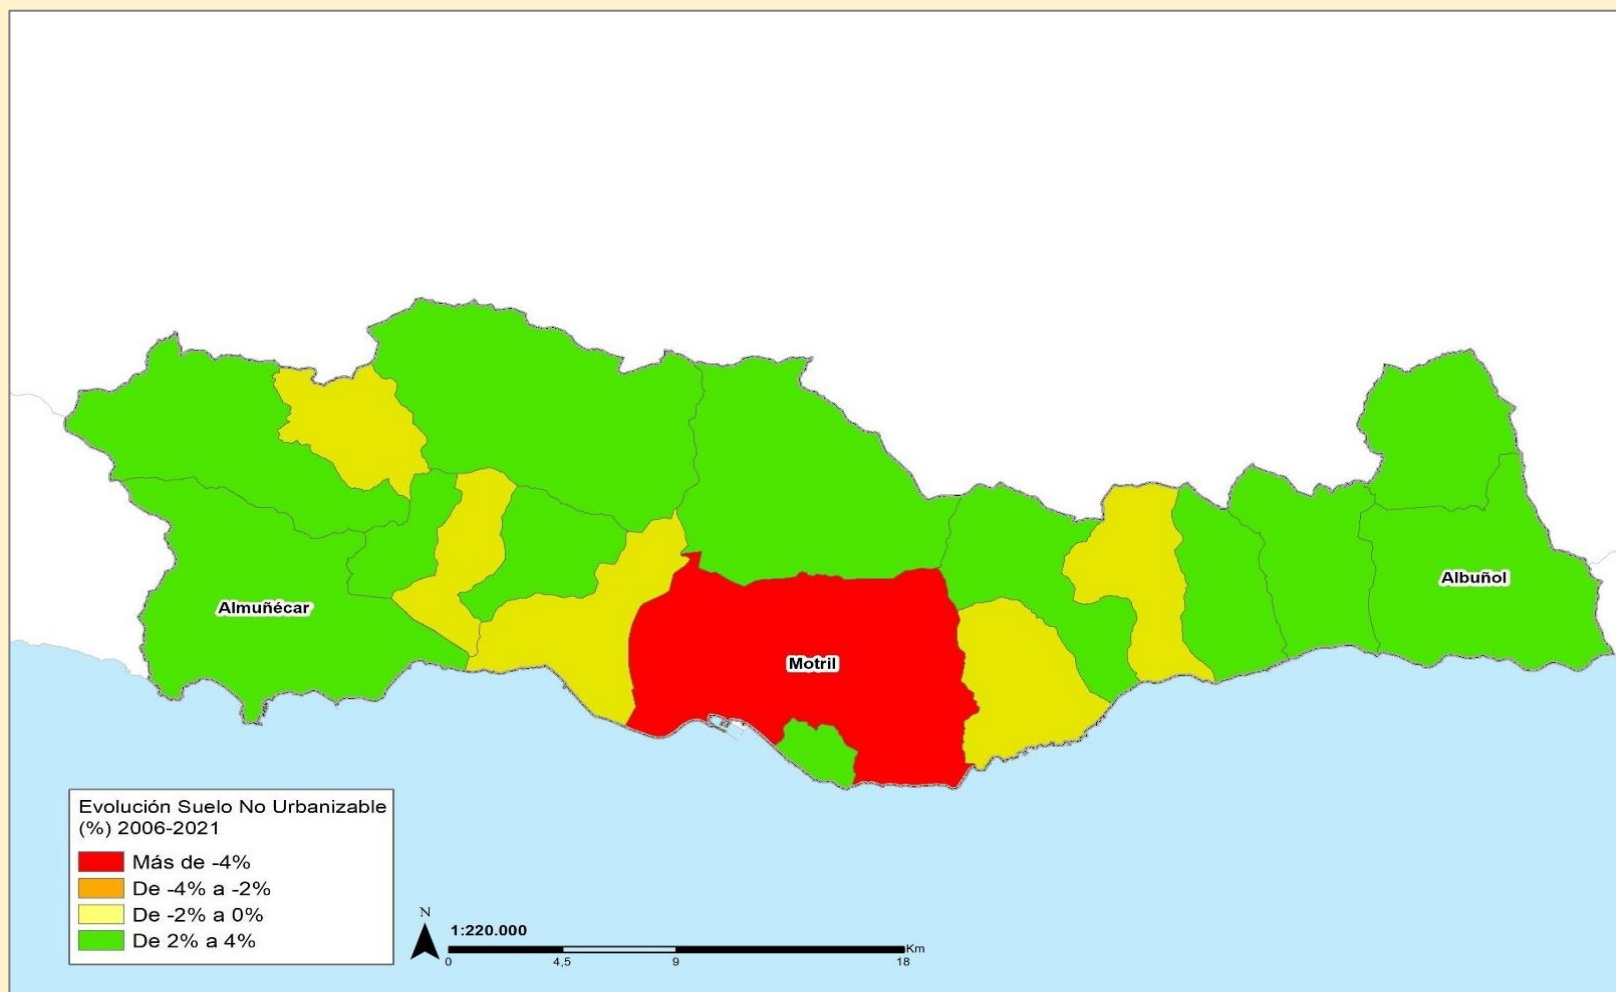 Almuñécar
Motril
Albuñol
Evolución Suelo No Urbanizable
(%) 2006-2021
Más de -4%
De -4% a -2%
De -2% a 0%
De 2% a 4%
N
1:220.000
Km
0 4,5 9 18